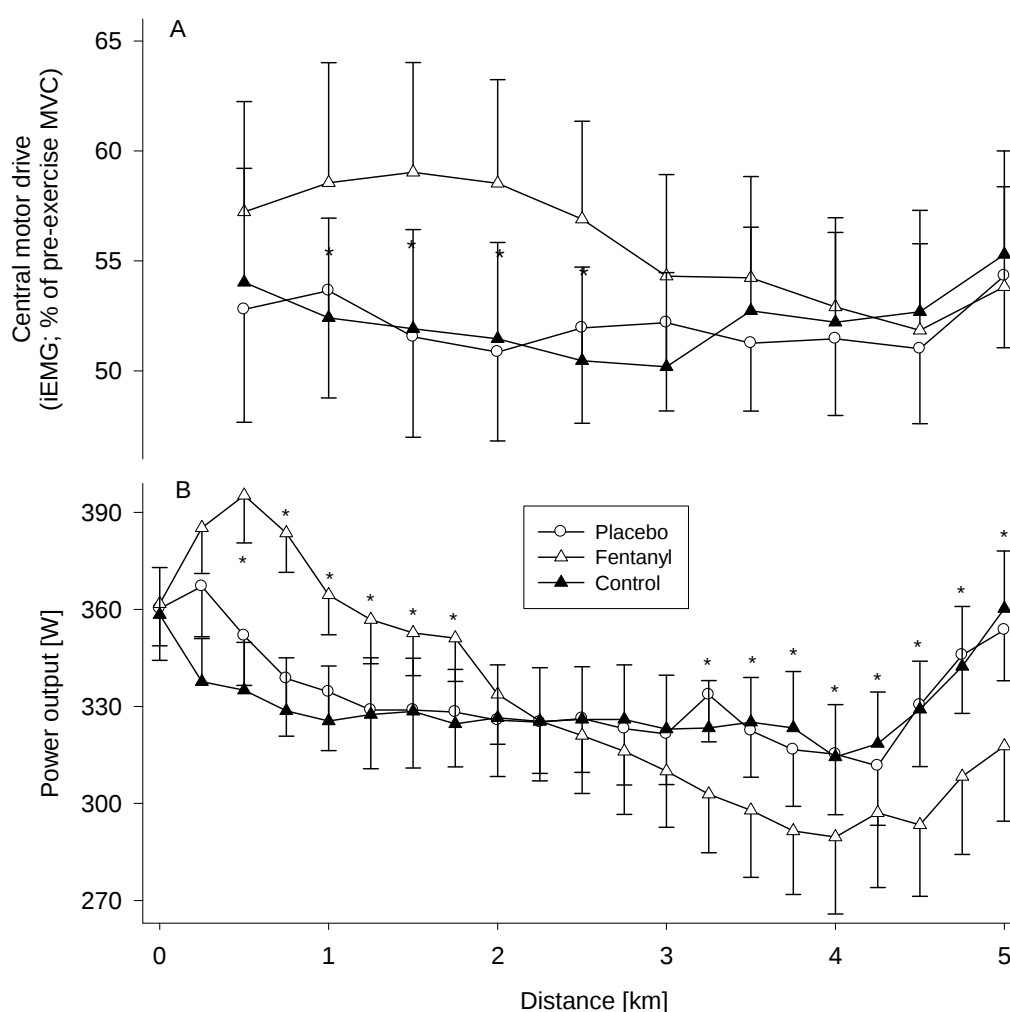 A
65
60
55
50
Central motor drive
(iEMG; % of pre-exercise MVC)
* * * *
B
390
360
330
300
270
Power output [W]
Placebo
Fentanyl
Control
* * * * * * * * * * * * * * *
0 1 2 3 4 5
Distance [km]